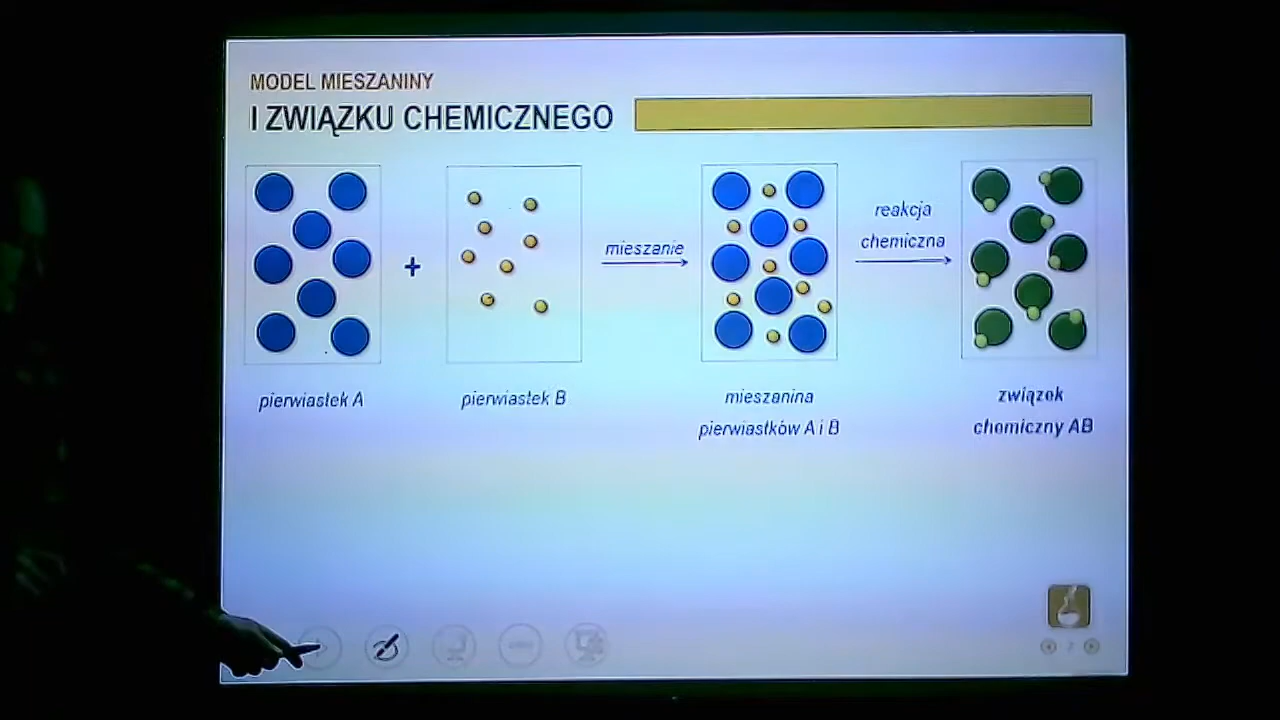 MODEL MIESZANINY
I ZWIĄZKU CHEMICZNEGO
+
mieszanie
reakcja
chemiczna
pierwiastek A
pierwiastek B
mieszanina
pierwiastków A i B
związek
chemiczny AB